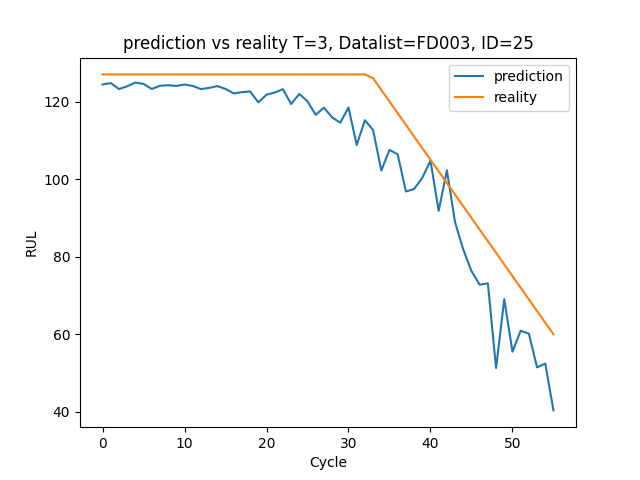 prediction vs reality T=3, Datalist=FD003, ID=25
prediction
reality
120
100
80
60
40
RUL
0 10 20 30 40 50
Cycle